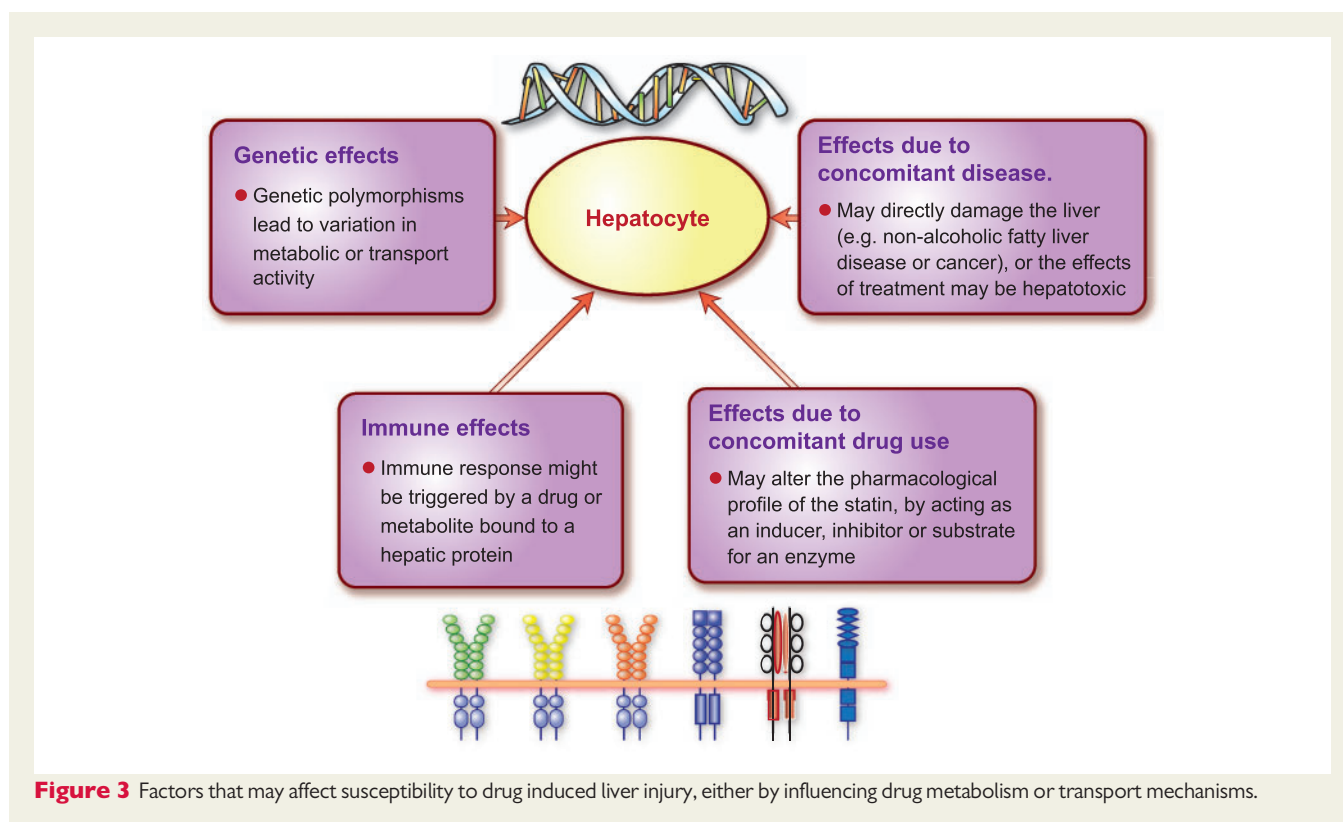 Genetic effects
● Genetic polymorphisms
lead to variation in
metabolic or transport
activity
Hepatocyte
Effects due to
concomitant disease.
● May directly damage the liver
(e.g. non-alcoholic fatty liver
disease or cancer), or the effects
of treatment may be hepatotoxic
Immune effects
● Immune response might
be triggered by a drug or
metabolite bound to a
hepatic protein
Effects due to
concomitant drug use
● May alter the pharmacological
profile of the statin, by acting as
an inducer, inhibitor or substrate
for an enzyme
Figure 3 Factors that may affect susceptibility to drug induced liver injury, either by influencing drug metabolism or transport mechanisms.